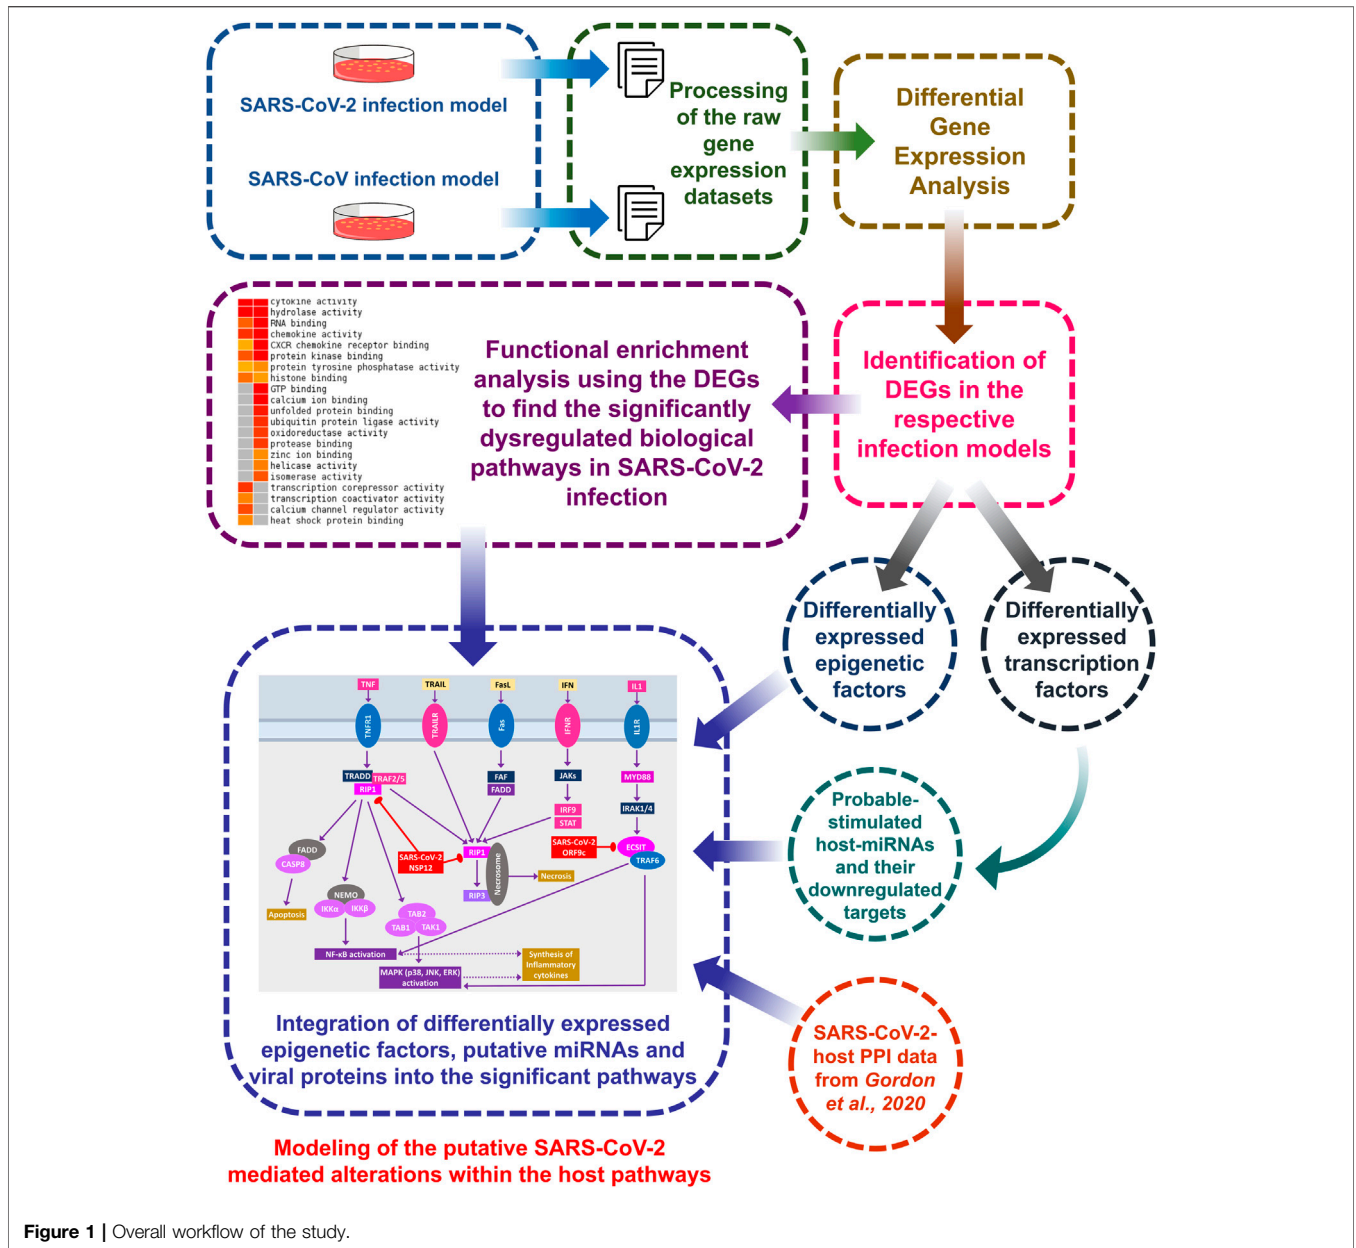 SARS-CoV-2 infection model
SARS-CoV infection model
Processing
of the raw
gene
expression
datasets
Differential
Gene
Expression
Analysis
cytokine activity
hydrolase activity
RNA binding
chemokine activity
CXCR chemokine receptor binding
protein kinase binding
protein tyrosine phosphatase activity
histone binding
GTP binding
calcium ion binding
unfolded protein binding
ubiquitin protein ligase activity
oxidoreductase activity
protease binding
zinc ion binding
helicase activity
isomerase activity
transcription corepressor activity
transcription coactivator activity
calcium channel regulator activity
heat shock protein binding
Functional enrichment
analysis using the DEGs
to find the significantly
dysregulated biological
pathways in SARS-CoV-2
infection
Identification of
DEGs in the
respective
infection models
Differentially
expressed
epigenetic
factors
Differentially
expressed
transcription
factors
TNF
TRAIL
FasL
IFN
IL1
TNFR1
TRAILR
Fas
IFNR
IL1R
TRADD
TRAF2/5
RIP1
FAF
FADD
JAKs
MYD88
IRF9
STAT
IRAK1/4
FADD
CASP8
SARS-CoV-2
NSP12
RIP1
RIP3
Necrosome
Necrosis
SARS-CoV-2
ORF9c
ECSIT
TRAF6
Apoptosis
NEMO
IKKα
IKKβ
TAB2
TAB1
TAK1
NF-κB activation
MAPK (p38, JNK, ERK)
activation
Synthesis of
Inflammatory
cytokines
Probable-
stimulated
host-miRNAs
and their
downregulated
targets
SARS-CoV-2-
host PPI data
from Gordon
et al., 2020
Integration of differentially expressed
epigenetic factors, putative miRNAs and
viral proteins into the significant pathways
Modeling of the putative SARS-CoV-2
mediated alterations within the host pathways
Figure 1 | Overall workflow of the study.